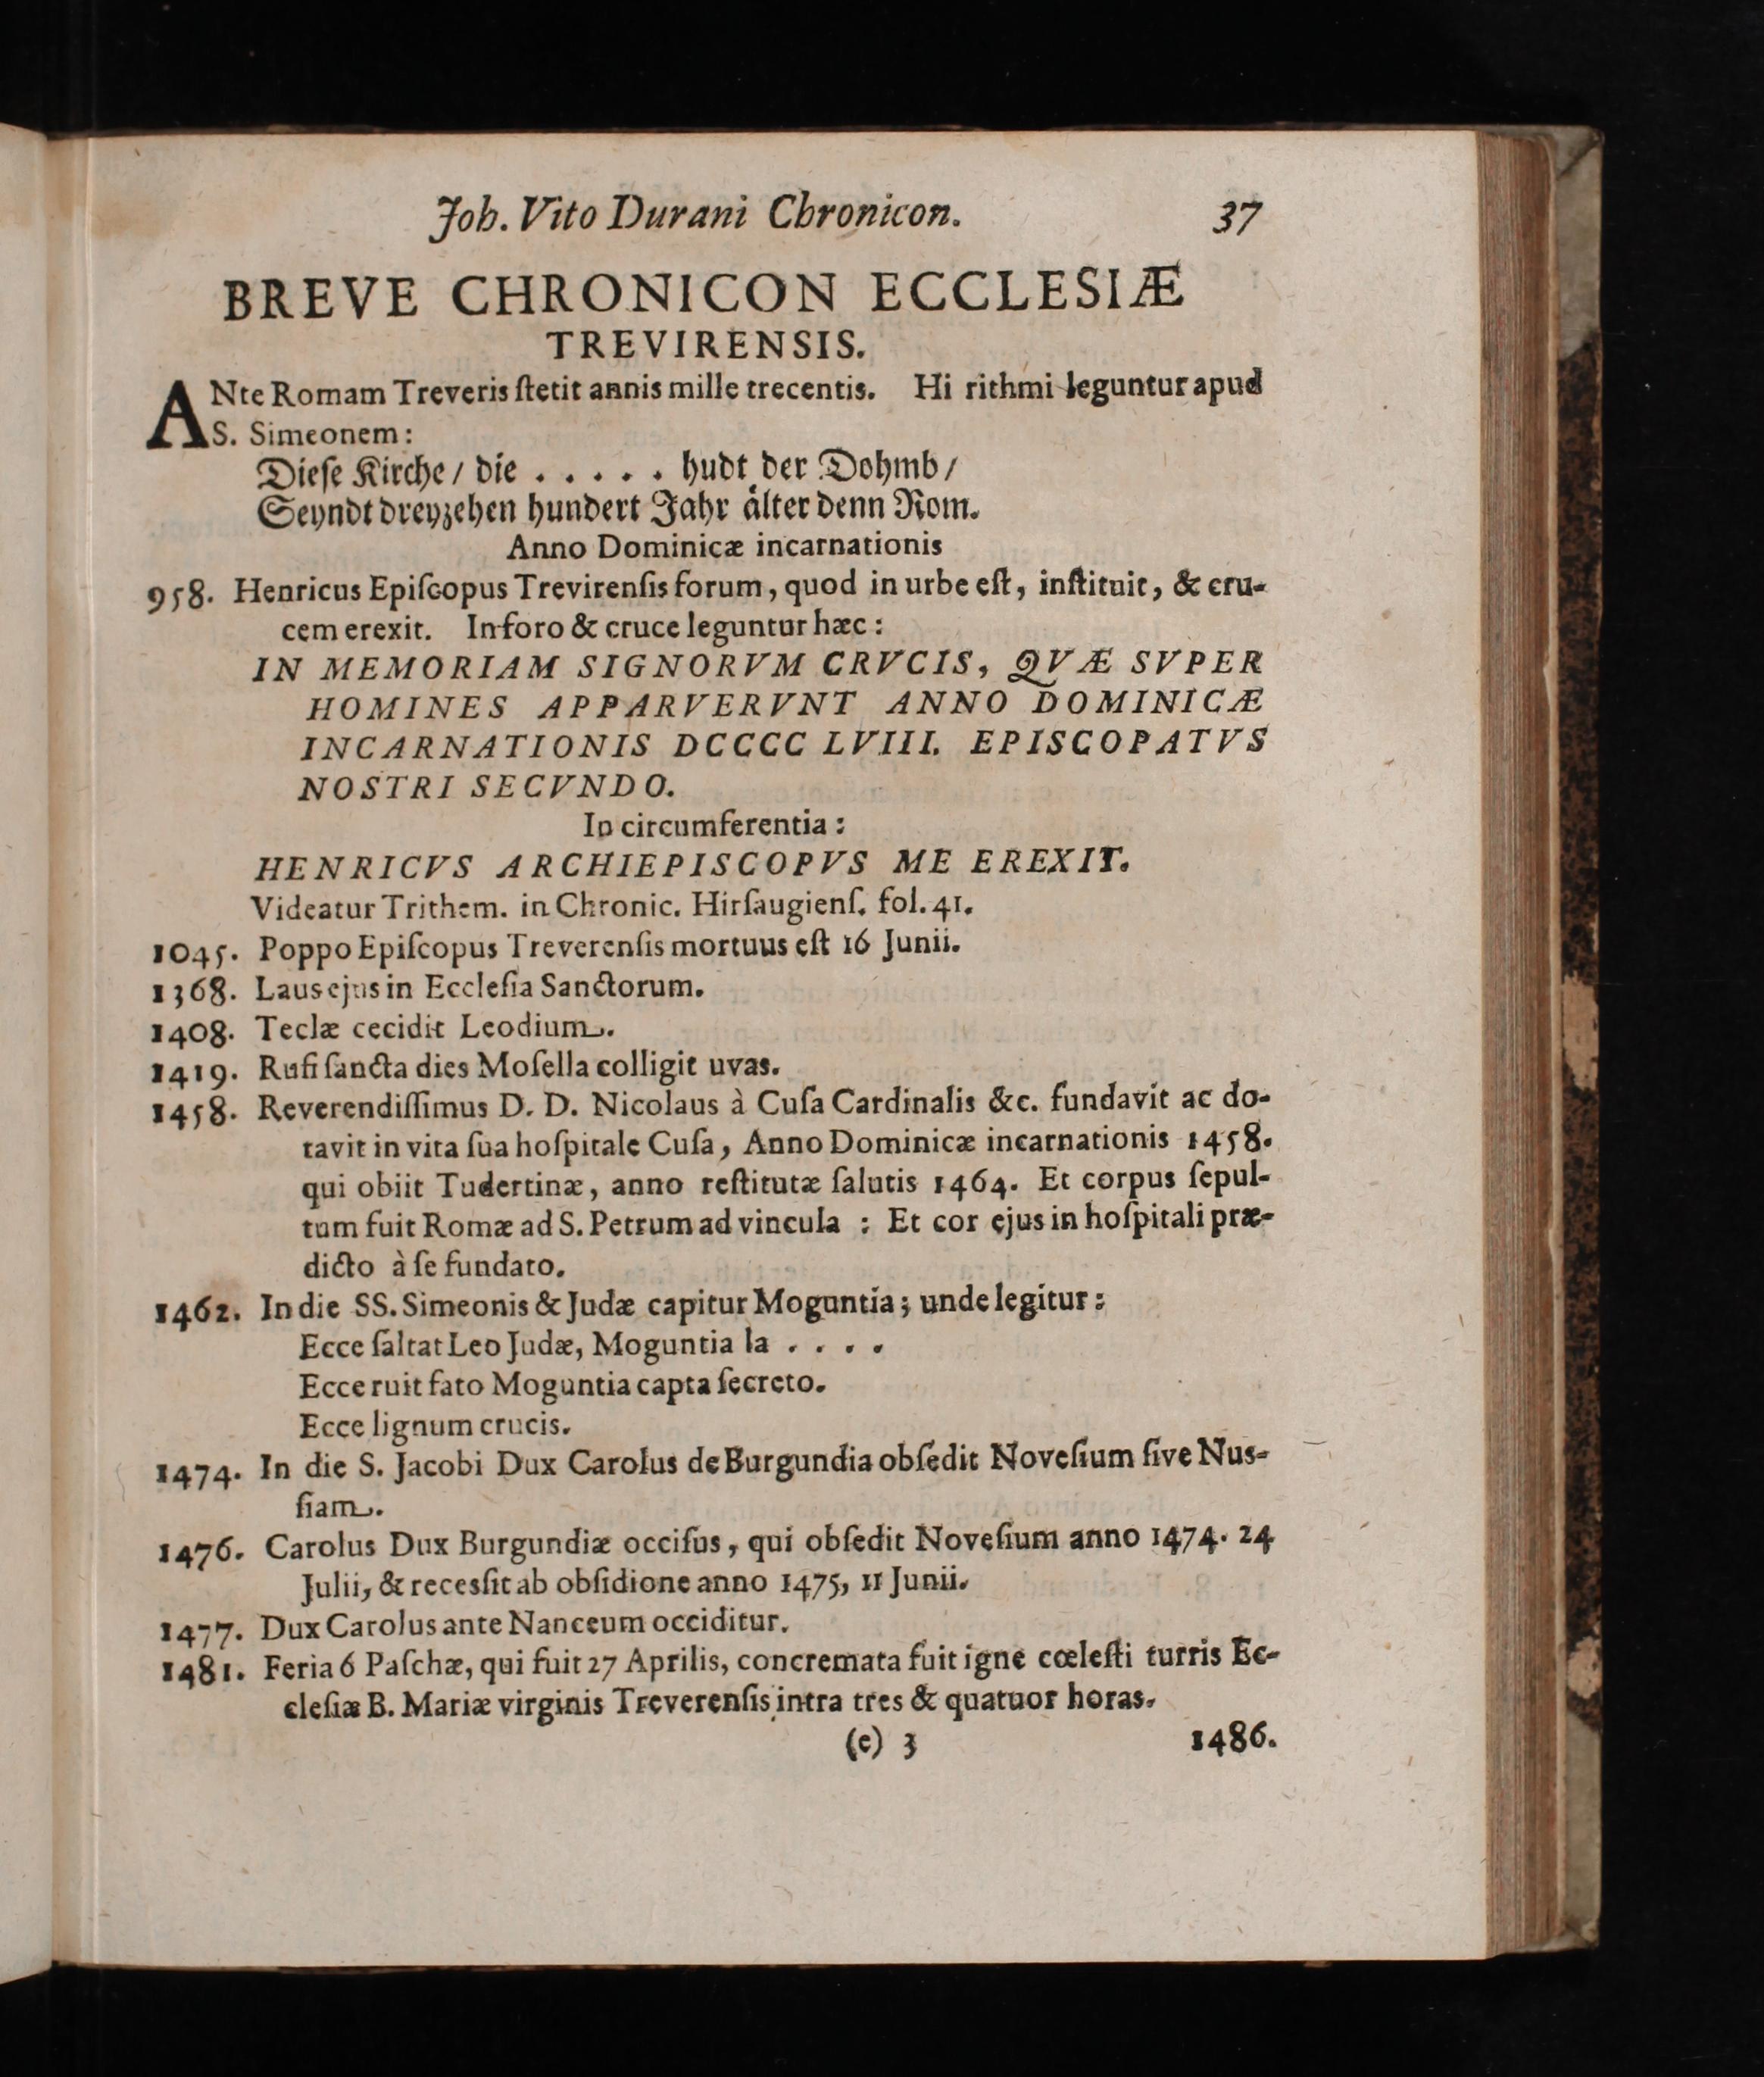 Joh. Vito Durani Chronicon. 37
BREVE CHRONICON ECCLESIÆ
TREVIRENSIS.
ANte Romam Treveris ſtetit annis mille trecentis. Hi rithmi leguntur apud
S. Simeonem:
Dieſe Kirche / die . . . . . hudt der Dohmb /
Seyndt dreyzehen hundert Jahr aͤlter denn Rom.
Anno Dominicæ incarnationis
958. Henricus Epiſcopus Trevirenſis forum, quod in urbe eſt, inſtituit, & cru-
cem erexit. In foro & cruce leguntur hæc:
IN MEMORIAM SIGNORVM CRVCIS, QVÆ SVPER
HOMINES APPARVERVNT ANNO DOMINICÆ
INCARNATIONIS DCCCC LVIII. EPISCOPATVS
NOSTRI SECVNDO.
In circumferentia:
HENRICVS ARCHIEPISCOPVS ME EREXIT.
Videatur Trithem. in Chronic. Hirſaugienſ. fol. 41.
1045. Poppo Epiſcopus Treverenſis mortuus eſt 16 Junii.
1368. Laus ejus in Eccleſia Sanctorum.
1408. Teclæ cecidit Leodium.
1419. Rufi ſancta dies Moſella colligit uvas.
1458. Reverendiſſimus D. D. Nicolaus à Cuſa Cardinalis &c. fundavit ac do-
tavit in vita ſua hoſpitale Cuſa, Anno Dominicæ incarnationis 1458.
qui obiit Tudertinæ, anno reſtitutæ ſalutis 1464. Et corpus ſepul-
tum fuit Romæ ad S. Petrum ad vincula : Et cor ejus in hoſpitali præ-
dicto à ſe fundato.
1462. In die SS. Simeonis & Judæ capitur Moguntia; unde legitur:
Ecce ſaltat Leo Judæ, Moguntia la . . . .
Ecce ruit fato Moguntia capta ſecreto.
Ecce lignum crucis.
1474. In die S. Jacobi Dux Carolus de Burgundia obſedit Noveſium ſive Nus-
ſiam.
1476. Carolus Dux Burgundiæ occiſus, qui obſedit Noveſium anno 1474. 24
Julii, & recesſit ab obſidione anno 1475, 11 Junii.
1477. Dux Carolus ante Nanceum occiditur.
1481. Feria 6 Paſchæ, qui fuit 27 Aprilis, concremata fuit igne cœleſti turris Ec-
cleſiæ B. Mariæ virginis Treverenſis intra tres & quatuor horas.
(e) 3 1486.